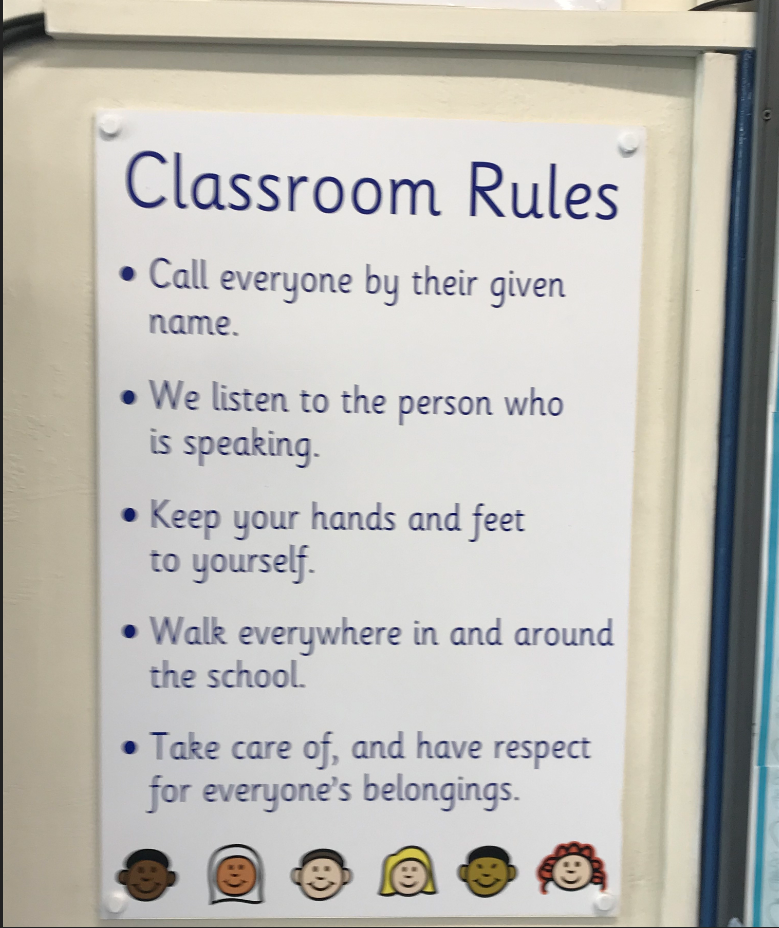 Classroom Rules
• Call everyone by their given
name.
• We listen to the person who
is speaking.
• Keep your hands and feet
to yourself.
• Walk everywhere in and around
the school.
• Take care of, and have respect
for everyone's belongings.